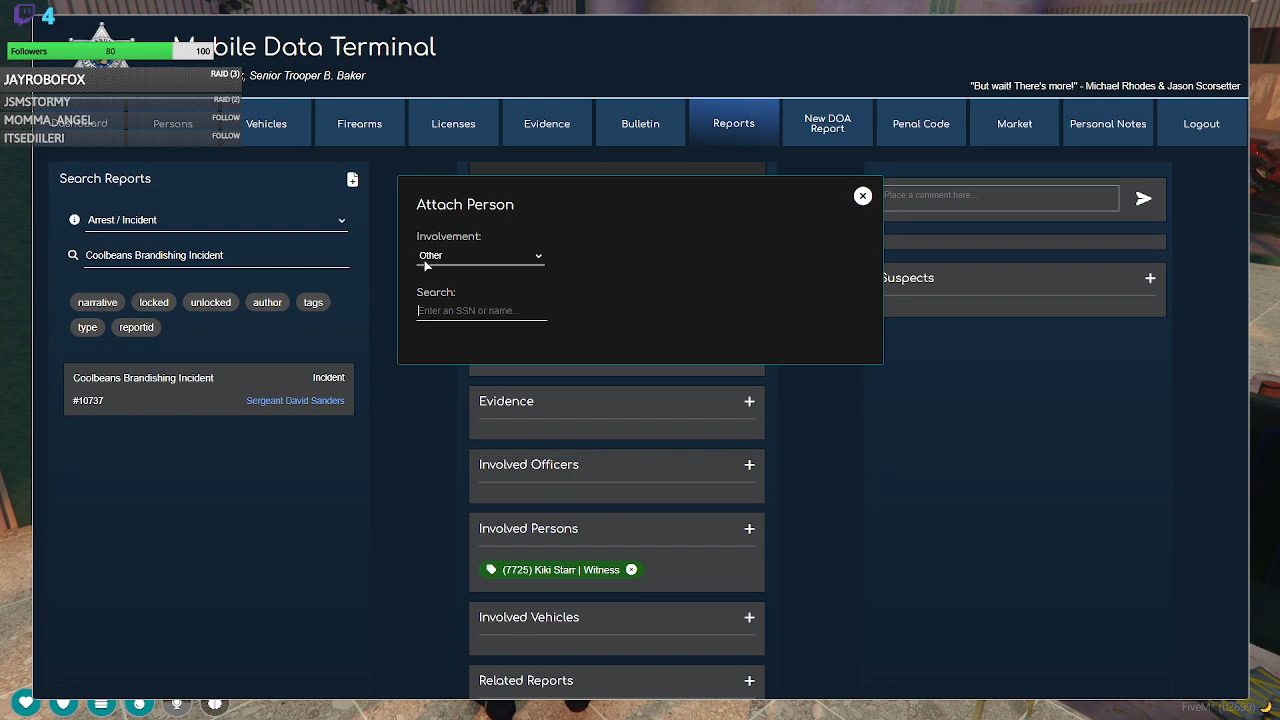 4
Mobile Data Terminal
Followers 80 100
Senior Trooper B. Baker
"But wait! There's more!" - Michael Rhodes & Jason Scorsetter
JAYROBOFOX RAID (3)
JSMSTORMY RAID (2)
MOMMA_ANGEL FOLLOW
ITSEDIILERI FOLLOW
Dashboard
Persons
Vehicles
Firearms
Licenses
Evidence
Bulletin
Reports
New DOA
Report
Penal Code
Market
Personal Notes
Logout
Search Reports
Arrest / Incident
Coolbeans Brandishing Incident
narrative locked unlocked author tags
type reportid
Coolbeans Brandishing Incident Incident
#10737 Sergeant David Sanders
Attach Person
Involvement:
Other
Search:
Enter an SSN or name...
Evidence
Involved Officers
Involved Persons
(7725) Kiki Starr | Witness
Involved Vehicles
Related Reports
Place a comment here...
Suspects
FiveM* (b2699)